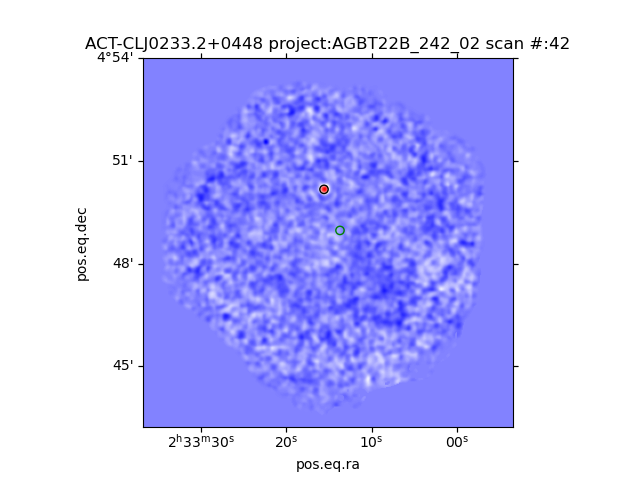 ACT-CLJ0233.2+0448 project:AGBT22B_242_02 scan #:42
4°54'
51'
48'
45'
pos.eq.dec
2ʰ33ᵐ30ˢ 20ˢ 10ˢ 00ˢ
pos.eq.ra